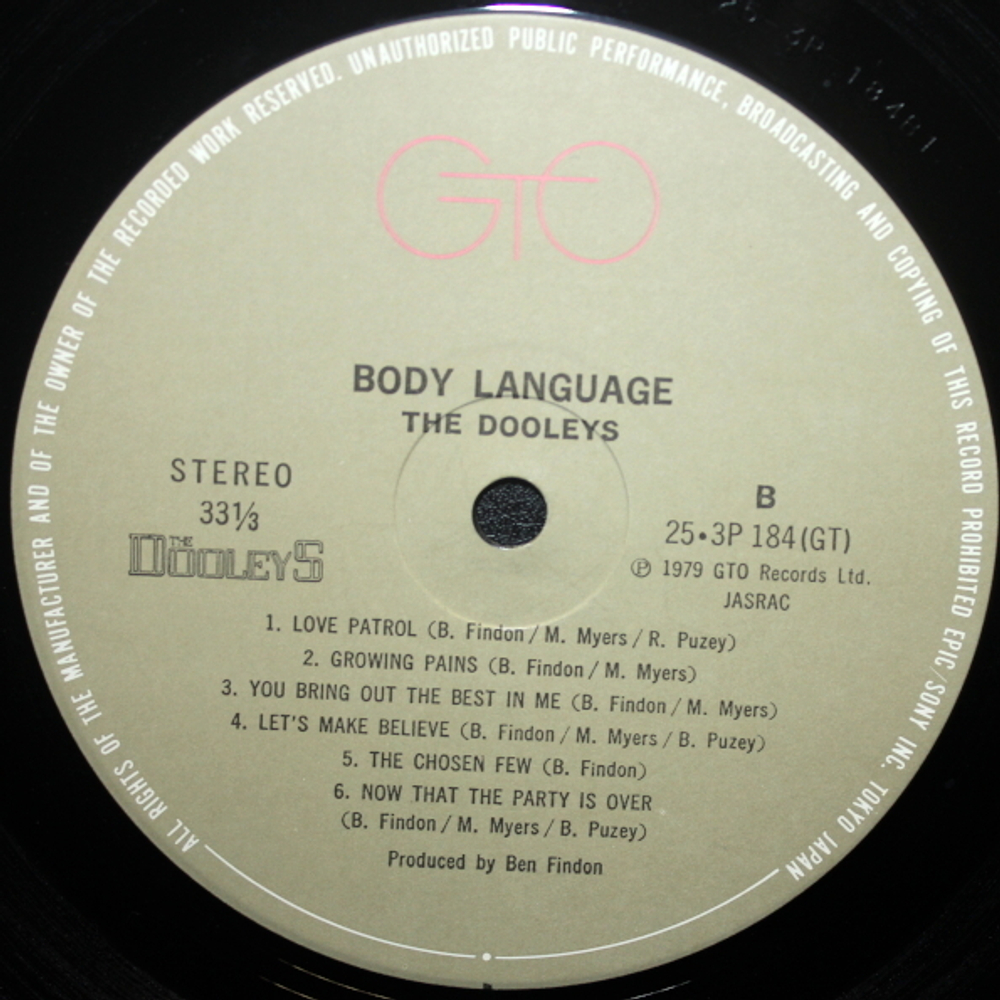 ALL RIGHTS OF THE MANUFACTURER AND OF THE OWNER OF THE RECORDED WORK RESERVED. UNAUTHORIZED PUBLIC PERFORMANCE, BROADCASTING AND COPYING OF THIS RECORD PROHIBITED EPIC/SONY INC. TOKYO JAPAN
GTO
BODY LANGUAGE
THE DOOLEYS
STEREO
33⅓
THE DOOLEYS
B
25•3P 184(GT)
℗ 1979 GTO Records Ltd.
JASRAC
1. LOVE PATROL (B. Findon / M. Myers / R. Puzey)
2. GROWING PAINS (B. Findon / M. Myers)
3. YOU BRING OUT THE BEST IN ME (B. Findon / M. Myers)
4. LET'S MAKE BELIEVE (B. Findon / M. Myers / B. Puzey)
5. THE CHOSEN FEW (B. Findon)
6. NOW THAT THE PARTY IS OVER
(B. Findon / M. Myers / B. Puzey)
Produced by Ben Findon